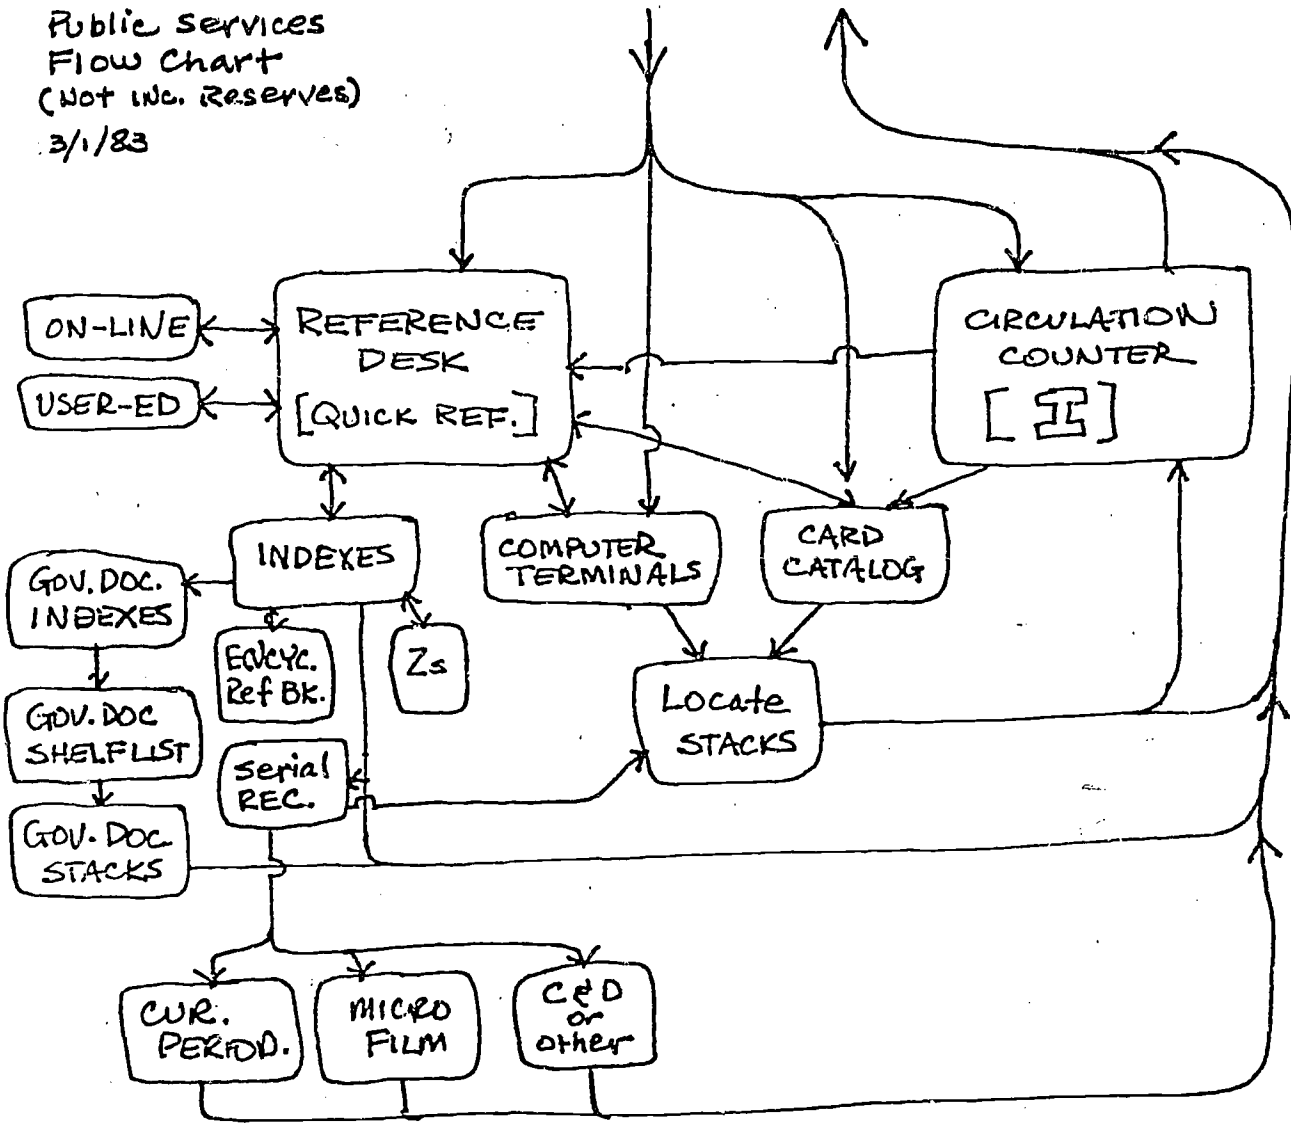 Public Services
Flow Chart
(Not inc. Reserves)
3/1/83
ON-LINE
USER-ED
REFERENCE
DESK
[QUICK REF.]
CIRCULATION
COUNTER
[ I ]
INDEXES
COMPUTER
TERMINALS
CARD
CATALOG
GOV. DOC.
INDEXES
ENCYC.
Ref BK.
Zs
GOV. DOC
SHELFLIST
Serial
REC.
LOCate
STACKS
GOV. DOC
STACKS
CUR.
PERIOD.
MICRO
FILM
C & D
or
other